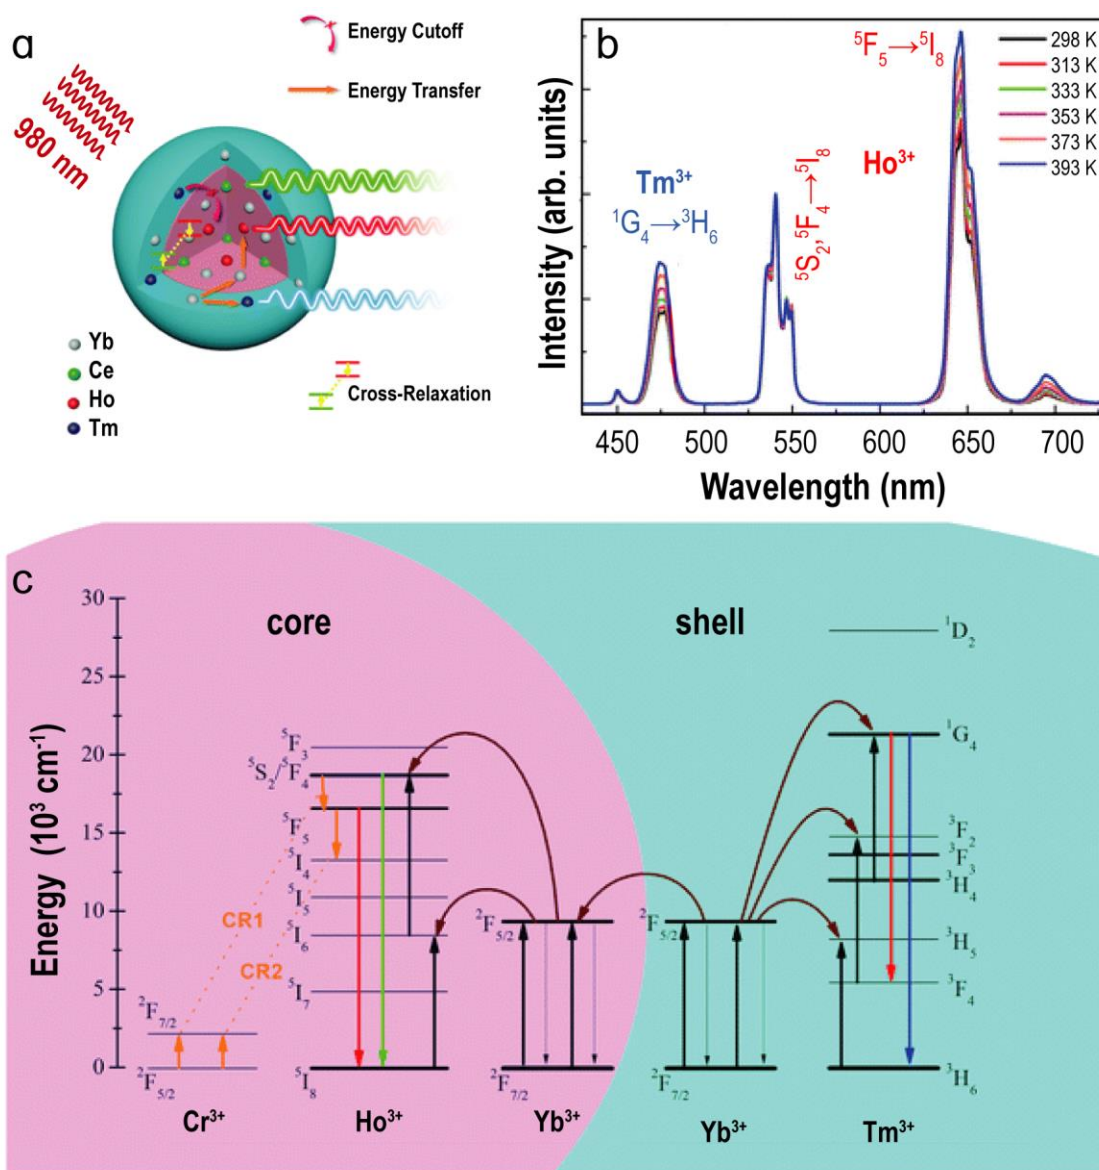 a
Energy Cutoff
Energy Transfer
980 nm
Yb
Ce
Ho
Tm
Cross-Relaxation
b
Intensity (arb. units)
Tm³⁺
¹G₄→³H₆
⁵S₂,⁵F₄→⁵I₈
Ho³⁺
⁵F₅→⁵I₈
298 K
313 K
333 K
353 K
373 K
393 K
450 500 550 600 650 700
Wavelength (nm)
c
core
shell
Energy (10³ cm⁻¹)
30
25
20
15
10
5
0
CR1
CR2
²F₇/₂
²F₅/₂
Cr³⁺
⁵F₃
⁵S₂/⁵F₄
⁵F₅
⁵I₄
⁵I₅
⁵I₆
⁵I₇
⁵I₈
Ho³⁺
²F₅/₂
²F₇/₂
Yb³⁺
²F₅/₂
²F₇/₂
Yb³⁺
¹D₂
¹G₄
³F₂
³F₃
³H₄
³H₅
³F₄
³H₆
Tm³⁺